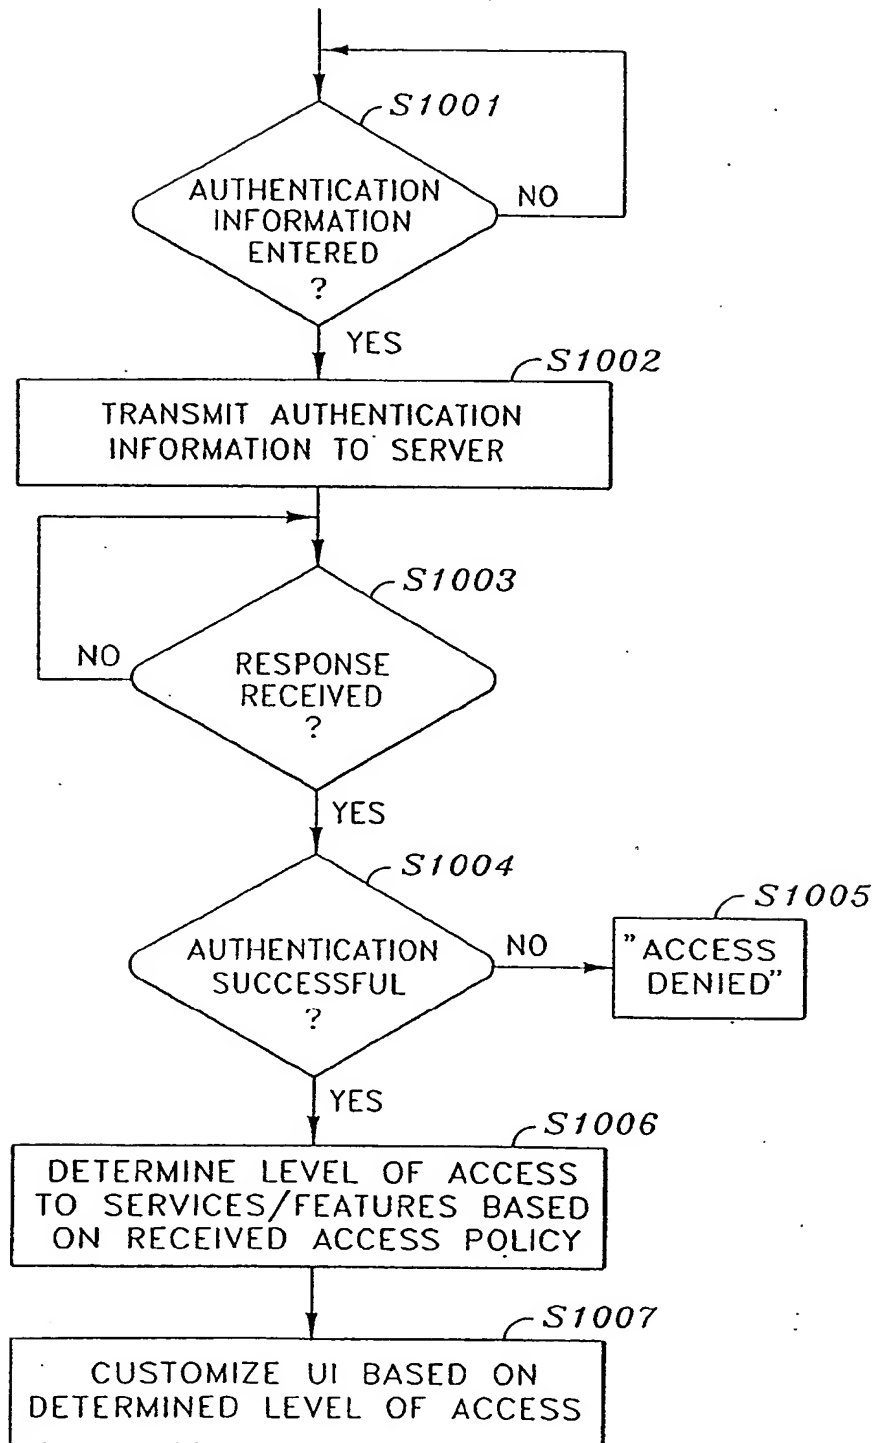 S1001
AUTHENTICATION
INFORMATION
ENTERED
?
NO
YES
S1002
TRANSMIT AUTHENTICATION
INFORMATION TO SERVER
S1003
NO
RESPONSE
RECEIVED
?
YES
S1004
AUTHENTICATION
SUCCESSFUL
?
NO
S1005
"ACCESS
DENIED"
YES
S1006
DETERMINE LEVEL OF ACCESS
TO SERVICES/FEATURES BASED
ON RECEIVED ACCESS POLICY
S1007
CUSTOMIZE UI BASED ON
DETERMINED LEVEL OF ACCESS